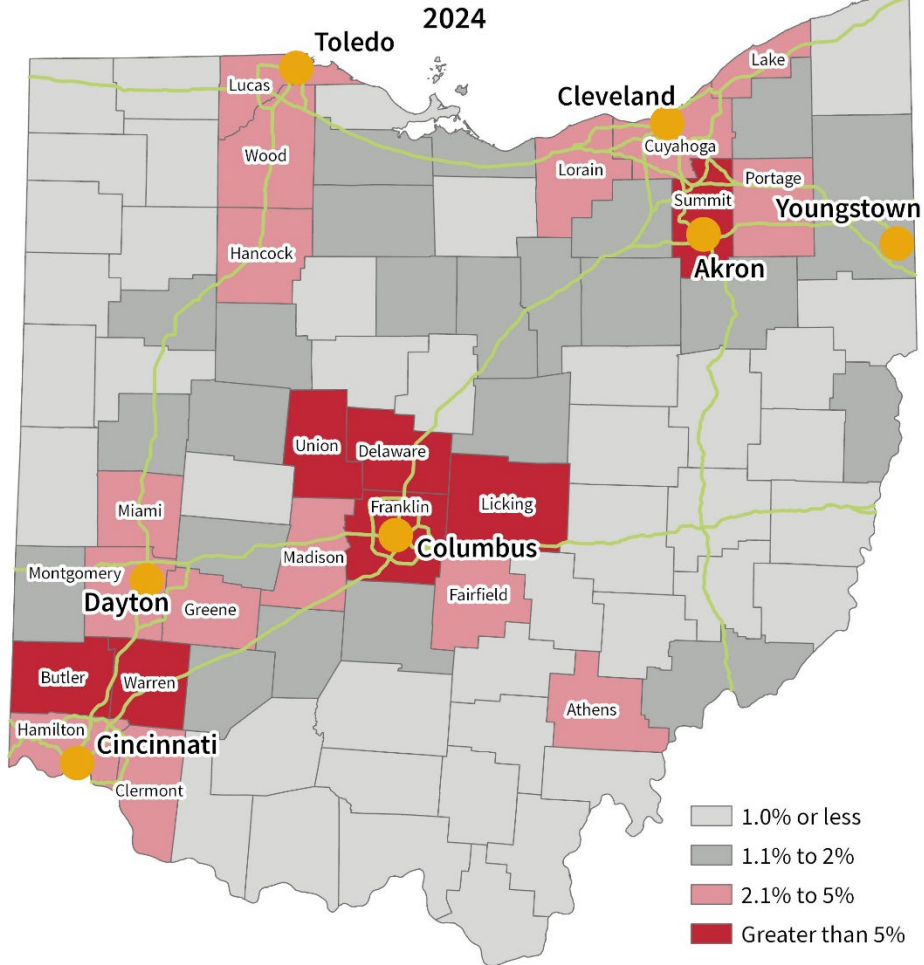 2024
Toledo
Lucas
Lake
Cleveland
Cuyahoga
Wood
Lorain
Portage
Summit
Youngstown
Hancock
Akron
Union
Delaware
Licking
Franklin
Miami
Columbus
Madison
Montgomery
Fairfield
Dayton
Greene
Butler
Warren
Athens
Hamilton
Cincinnati
Clermont
1.0% or less
1.1% to 2%
2.1% to 5%
Greater than 5%